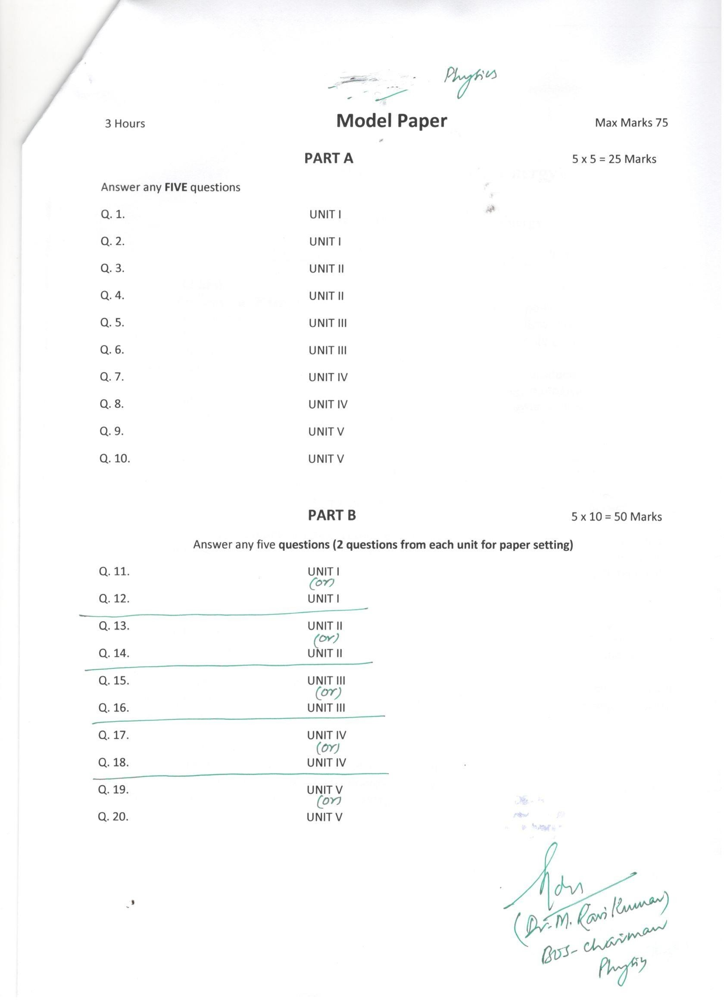 Physics
3 Hours Model Paper Max Marks 75
PART A 5 x 5 = 25 Marks
Answer any FIVE questions
Q. 1. UNIT I
Q. 2. UNIT I
Q. 3. UNIT II
Q. 4. UNIT II
Q. 5. UNIT III
Q. 6. UNIT III
Q. 7. UNIT IV
Q. 8. UNIT IV
Q. 9. UNIT V
Q. 10. UNIT V
PART B 5 x 10 = 50 Marks
Answer any five questions (2 questions from each unit for paper setting)
Q. 11. UNIT I
(or)
Q. 12. UNIT I
Q. 13. UNIT II
(or)
Q. 14. UNIT II
Q. 15. UNIT III
(or)
Q. 16. UNIT III
Q. 17. UNIT IV
(or)
Q. 18. UNIT IV
Q. 19. UNIT V
(or)
Q. 20. UNIT V
(Dr. M. Ravi Kumar)
BOS - Chairman
Physics